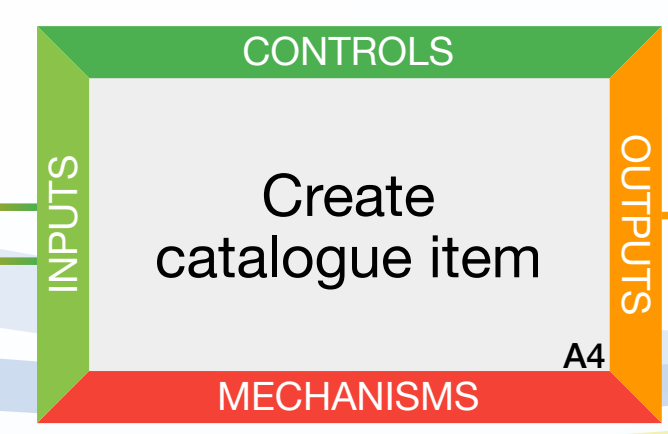 CONTROLS
INPUTS
Create
catalogue item
OUTPUTS
A4
MECHANISMS